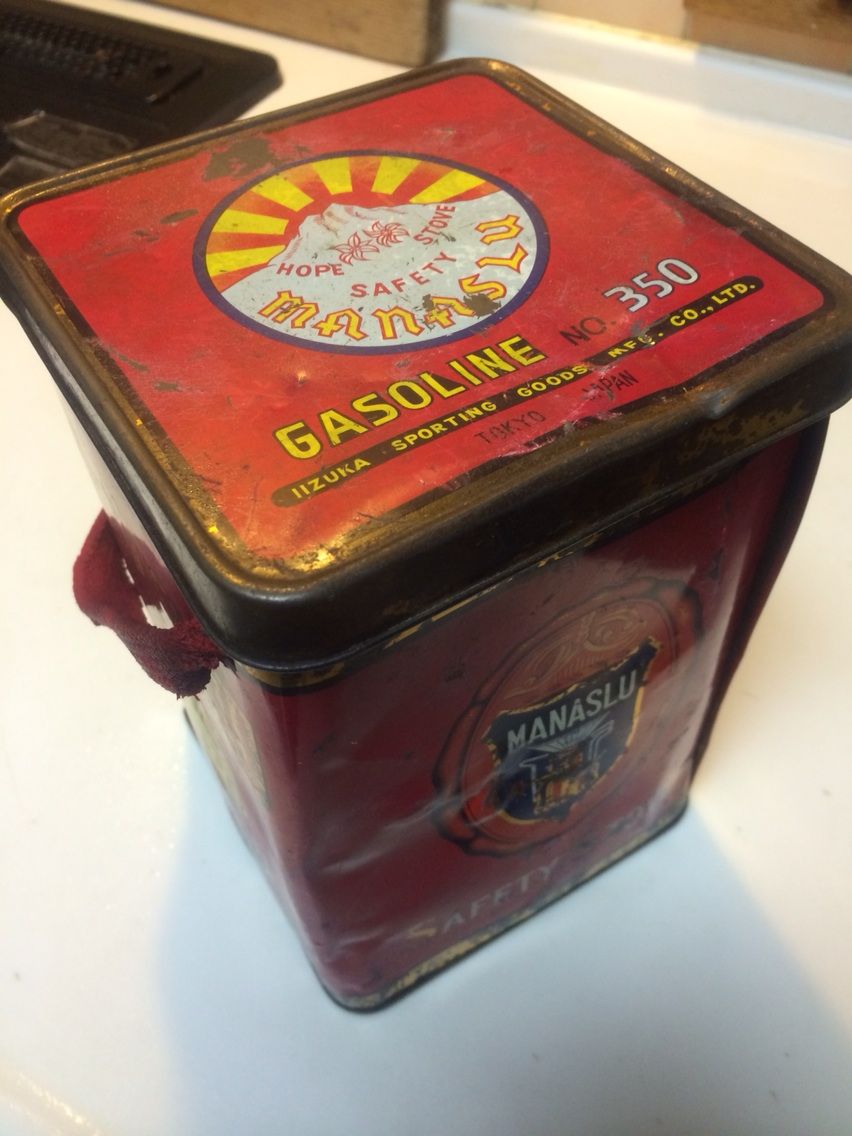 HOPE STOVE
SAFETY
MANASLU
GASOLINE NO. 350
IIZUKA SPORTING GOODS MFG. CO., LTD.
TOKYO JAPAN
MANASLU
SAFETY